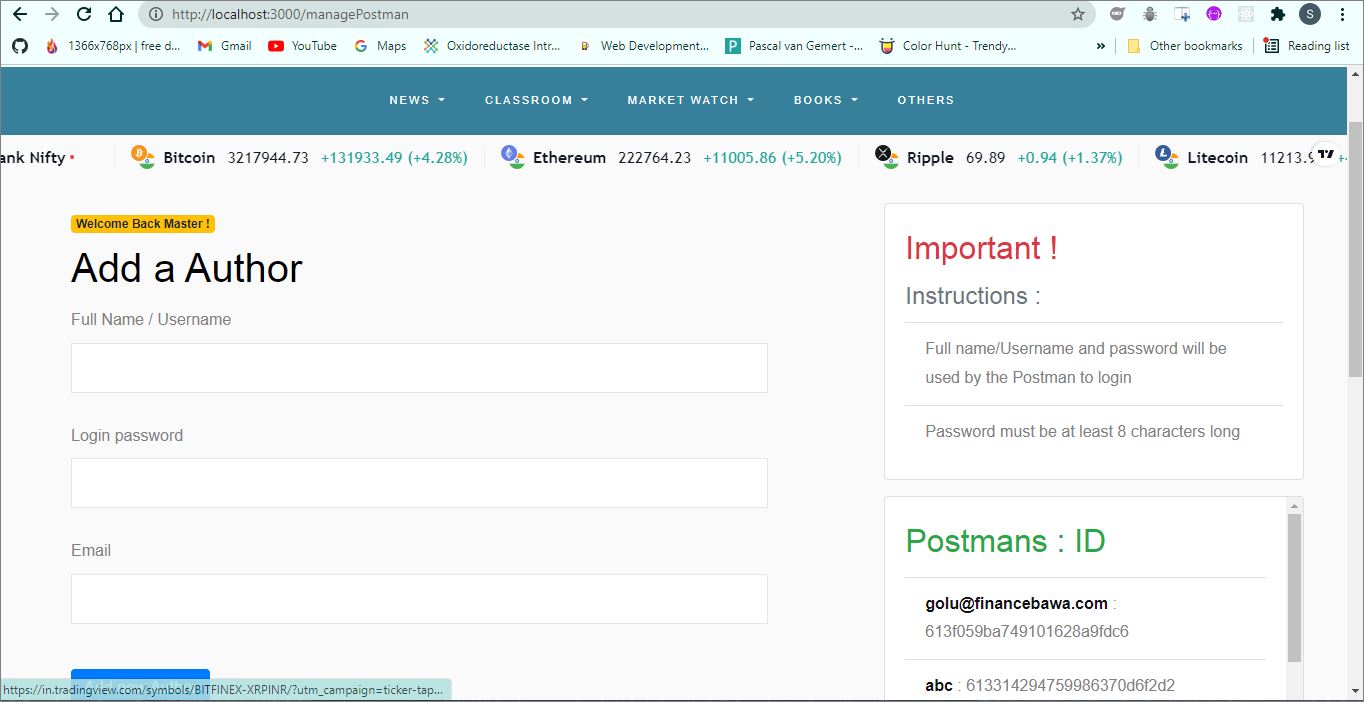 http://localhost:3000/managePostman
S
1366x768px | free d...
Gmail
YouTube
Maps
Oxidoreductase Intr...
Web Development...
Pascal van Gemert -...
Color Hunt - Trendy...
»
Other bookmarks
Reading list
NEWS
CLASSROOM
MARKET WATCH
BOOKS
OTHERS
ank Nifty
Bitcoin 3217944.73 +131933.49 (+4.28%)
Ethereum 222764.23 +11005.86 (+5.20%)
Ripple 69.89 +0.94 (+1.37%)
Litecoin 11213.9
Welcome Back Master !
Add a Author
Full Name / Username
Login password
Email
https://in.tradingview.com/symbols/BITFINEX-XRPINR/?utm_campaign=ticker-tap...
Important !
Instructions :
Full name/Username and password will be
used by the Postman to login
Password must be at least 8 characters long
Postmans : ID
golu@financebawa.com :
613f059ba749101628a9fdc6
abc : 613314294759986370d6f2d2